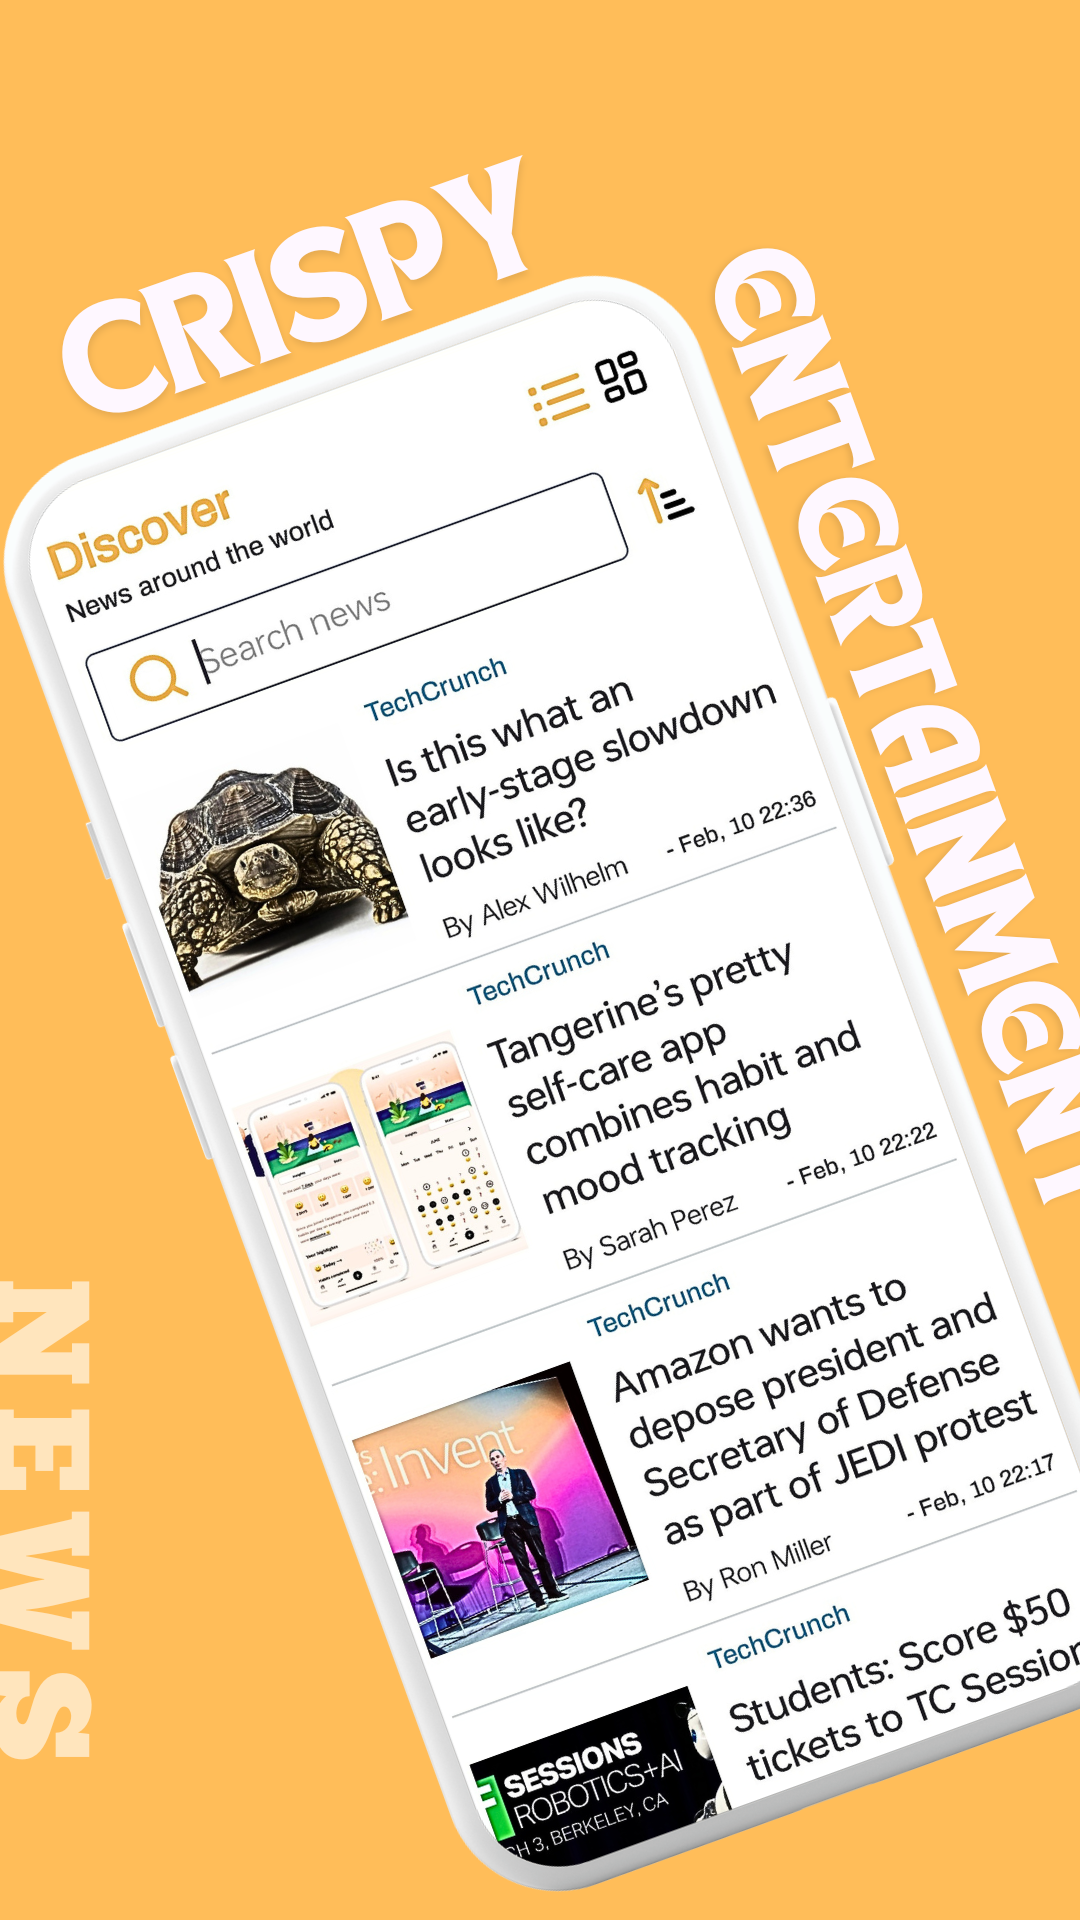 CRISPY
ENTERTAINMENT
NEWS
Discover
News around the world
Search news
TechCrunch
Is this what an
early-stage slowdown
looks like?
By Alex Wilhelm
- Feb, 10 22:36
TechCrunch
Tangerine's pretty
self-care app
combines habit and
mood tracking
By Sarah Perez
- Feb, 10 22:22
TechCrunch
Amazon wants to
depose president and
Secretary of Defense
as part of JEDI protest
By Ron Miller
- Feb, 10 22:17
:Invent
TechCrunch
Students: Score $50
tickets to TC Session
SESSIONS
ROBOTICS+AI
CH 3, BERKELEY, CA